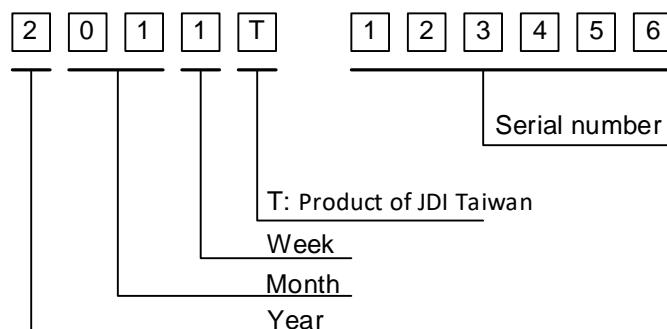 2 0 1 1 T 1 2 3 4 5 6
Serial number
T: Product of JDI Taiwan
Week
Month
Year